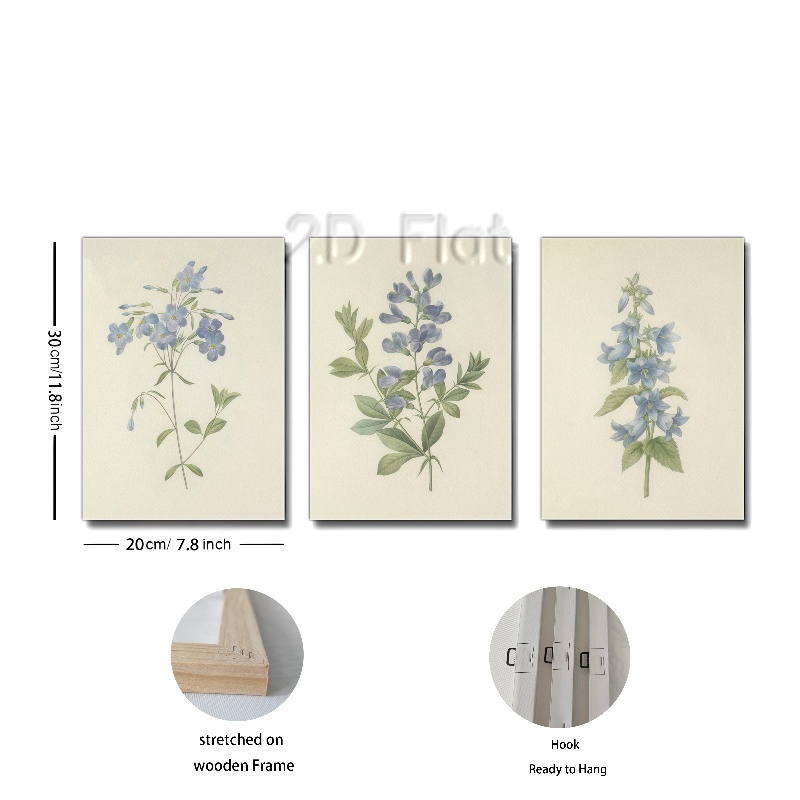 2D Flat
30cm/11.8inch
20cm/ 7.8 inch
stretched on
wooden Frame
Hook
Ready to Hang